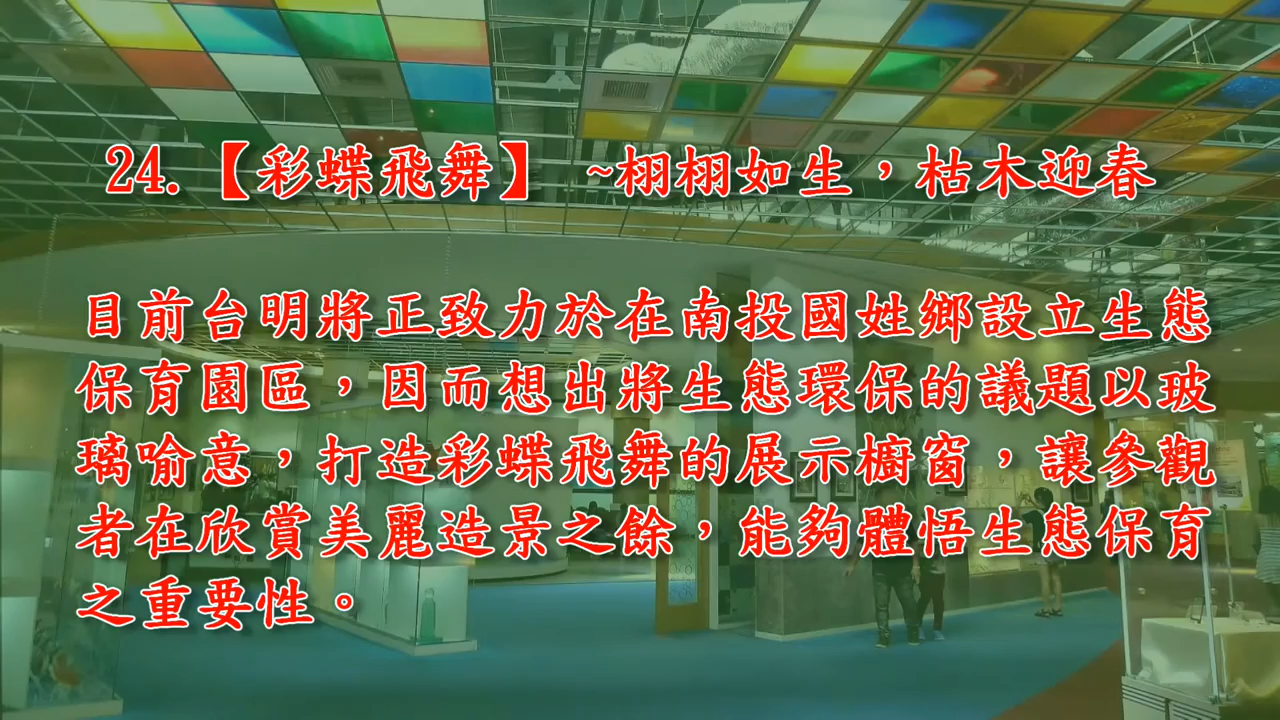 24.【彩蝶飛舞】 ~栩栩如生，枯木迎春
目前台明將正致力於在南投國姓鄉設立生態
保育園區，因而想出將生態環保的議題以玻
璃喻意，打造彩蝶飛舞的展示櫥窗，讓參觀
者在欣賞美麗造景之餘，能夠體悟生態保育
之重要性。